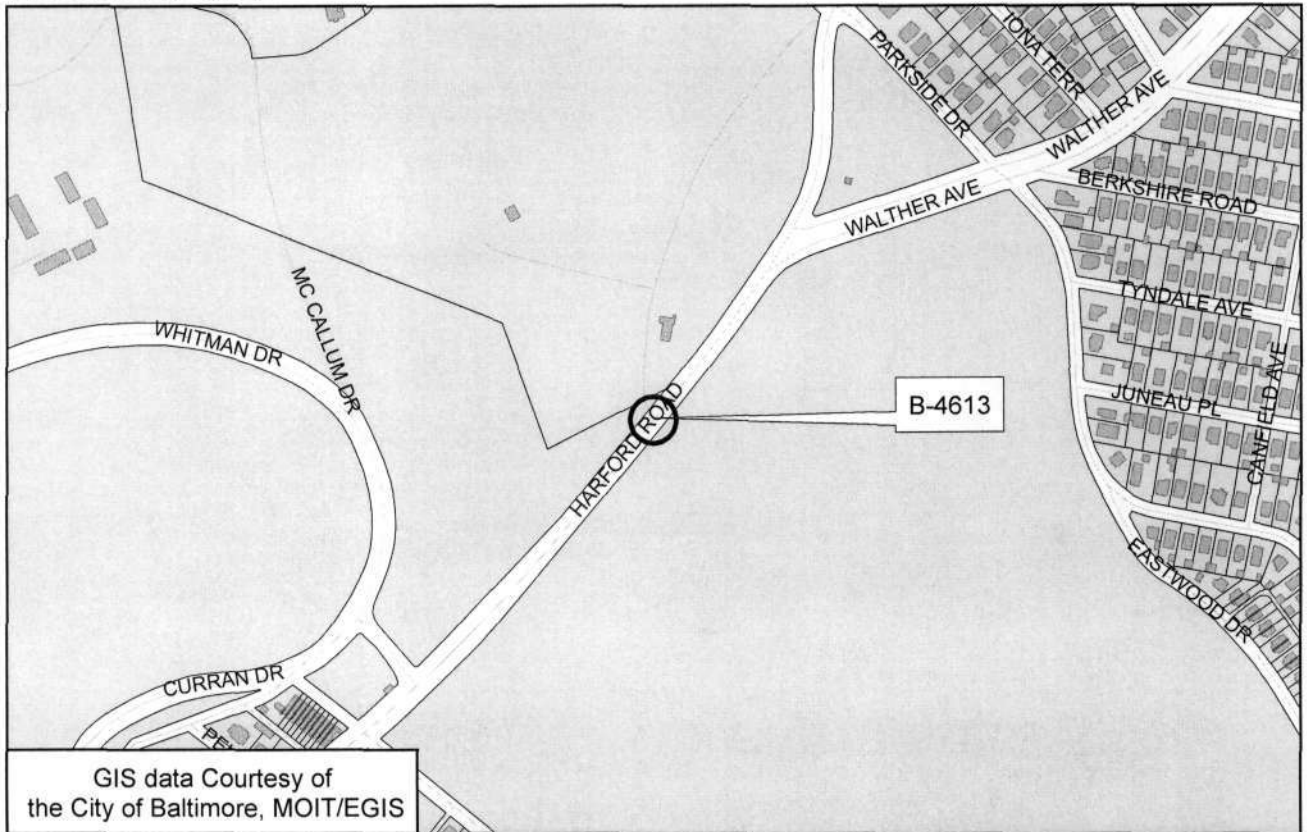 PARKSIDE DR
IONA TERR
WALTHER AVE
BERKSHIRE ROAD
WALTHER AVE
TYNDALE AVE
MC CALLUM DR
WHITMAN DR
JUNEAU PL
CANFIELD AVE
B-4613
HARFORD ROAD
EASTWOOD DR
CURRAN DR
GIS data Courtesy of
the City of Baltimore, MOIT/EGIS